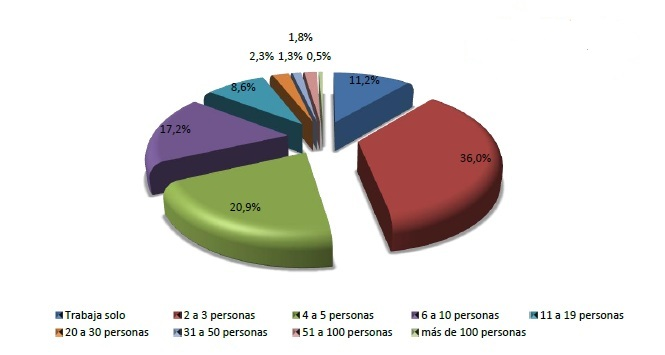 1,8%
2,3% 1,3% 0,5%
8,6% 11,2%
17,2%
36,0%
20,9%
Trabaja solo 2 a 3 personas 4 a 5 personas 6 a 10 personas 11 a 19 personas
20 a 30 personas 31 a 50 personas 51 a 100 personas más de 100 personas